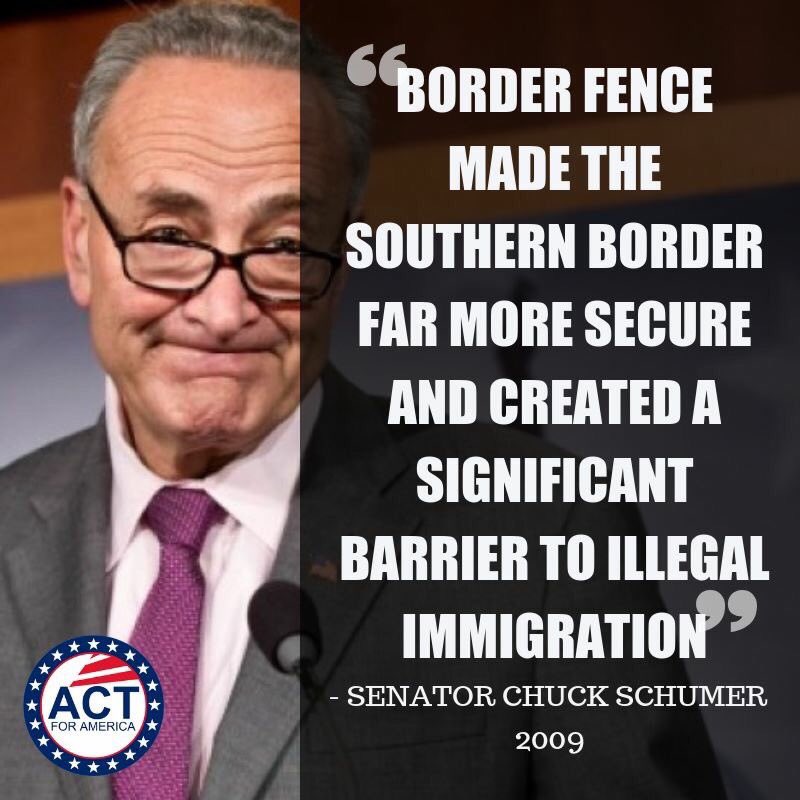 “BORDER FENCE
MADE THE
SOUTHERN BORDER
FAR MORE SECURE
AND CREATED A
SIGNIFICANT
BARRIER TO ILLEGAL
IMMIGRATION”
- SENATOR CHUCK SCHUMER
2009
ACT
FOR AMERICA